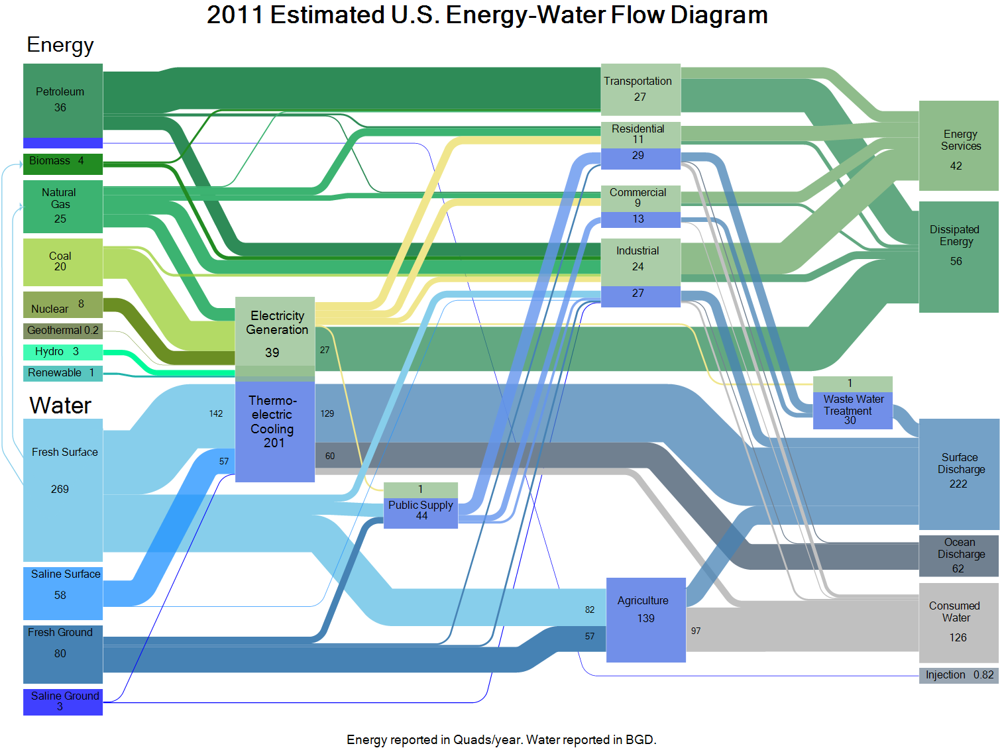 2011 Estimated U.S. Energy-Water Flow Diagram
Energy
Petroleum
36
Biomass 4
Natural
Gas
25
Coal
20
Nuclear 8
Geothermal 0.2
Hydro 3
Renewable 1
Water
Fresh Surface
269
Saline Surface
58
Fresh Ground
80
Saline Ground
3
Electricity
Generation
39
27
Thermo-
electric
Cooling
201
142
57
129
60
1
Public Supply
44
Transportation
27
Residential
11
29
Commercial
9
13
Industrial
24
27
Agriculture
139
82
57
97
1
Waste Water
Treatment
30
Energy
Services
42
Dissipated
Energy
56
Surface
Discharge
222
Ocean
Discharge
62
Consumed
Water
126
Injection 0.82
Energy reported in Quads/year. Water reported in BGD.